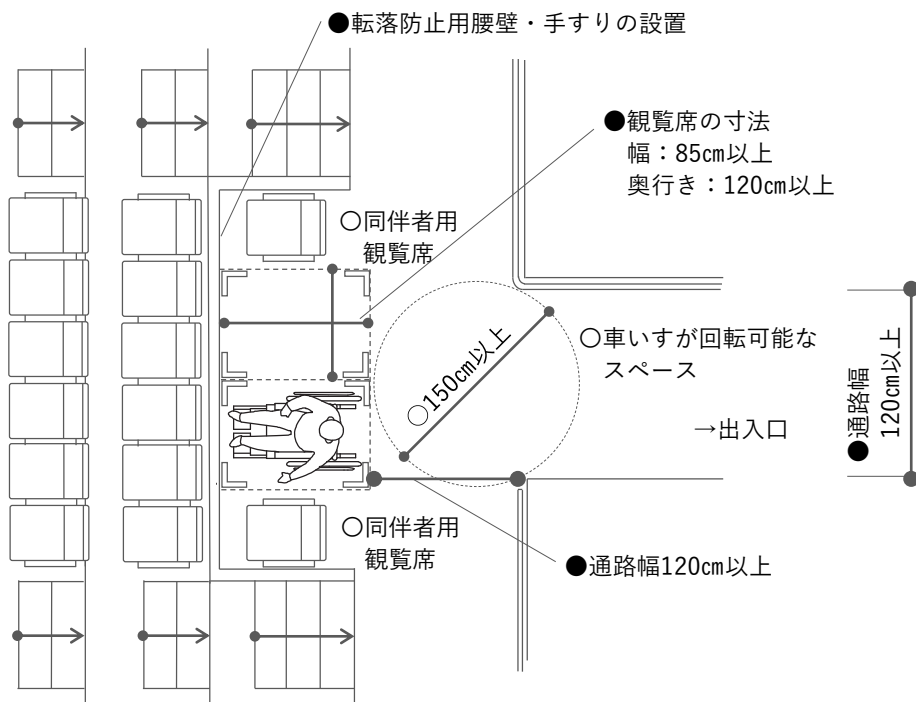 ●転落防止用腰壁・手すりの設置
●観覧席の寸法
幅：85㎝以上
奥行き：120㎝以上
○同伴者用
観覧席
○車いすが回転可能な
スペース
○150㎝以上
→出入口
●通路幅
120㎝以上
○同伴者用
観覧席
●通路幅120㎝以上